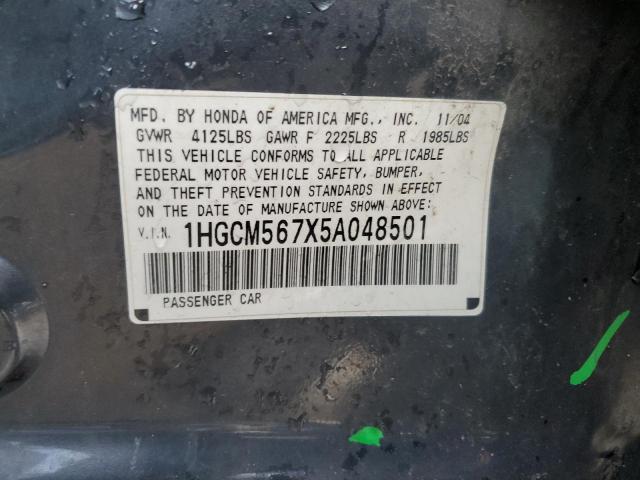 MFD. BY HONDA OF AMERICA MFG., INC. 11/04
GVWR 4125LBS GAWR F 2225LBS R 1985LBS
THIS VEHICLE CONFORMS TO ALL APPLICABLE
FEDERAL MOTOR VEHICLE SAFETY, BUMPER,
AND THEFT PREVENTION STANDARDS IN EFFECT
ON THE DATE OF MANUFACTURE SHOWN ABOVE:
V.I.N. 1HGCM567X5A048501
PASSENGER CAR